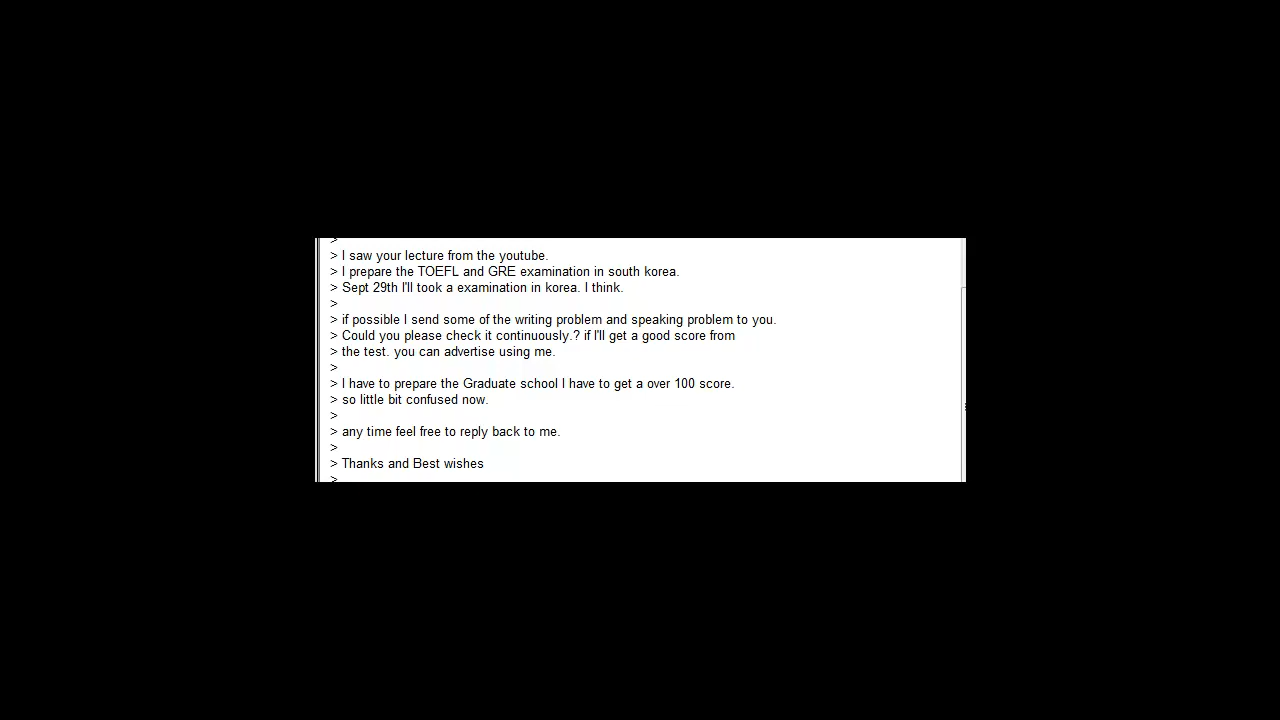 >
> I saw your lecture from the youtube.
> I prepare the TOEFL and GRE examination in south korea.
> Sept 29th I'll took a examination in korea. I think.
>
> if possible I send some of the writing problem and speaking problem to you.
> Could you please check it continuously.? if I'll get a good score from
> the test. you can advertise using me.
>
> I have to prepare the Graduate school I have to get a over 100 score.
> so little bit confused now.
>
> any time feel free to reply back to me.
>
> Thanks and Best wishes
>